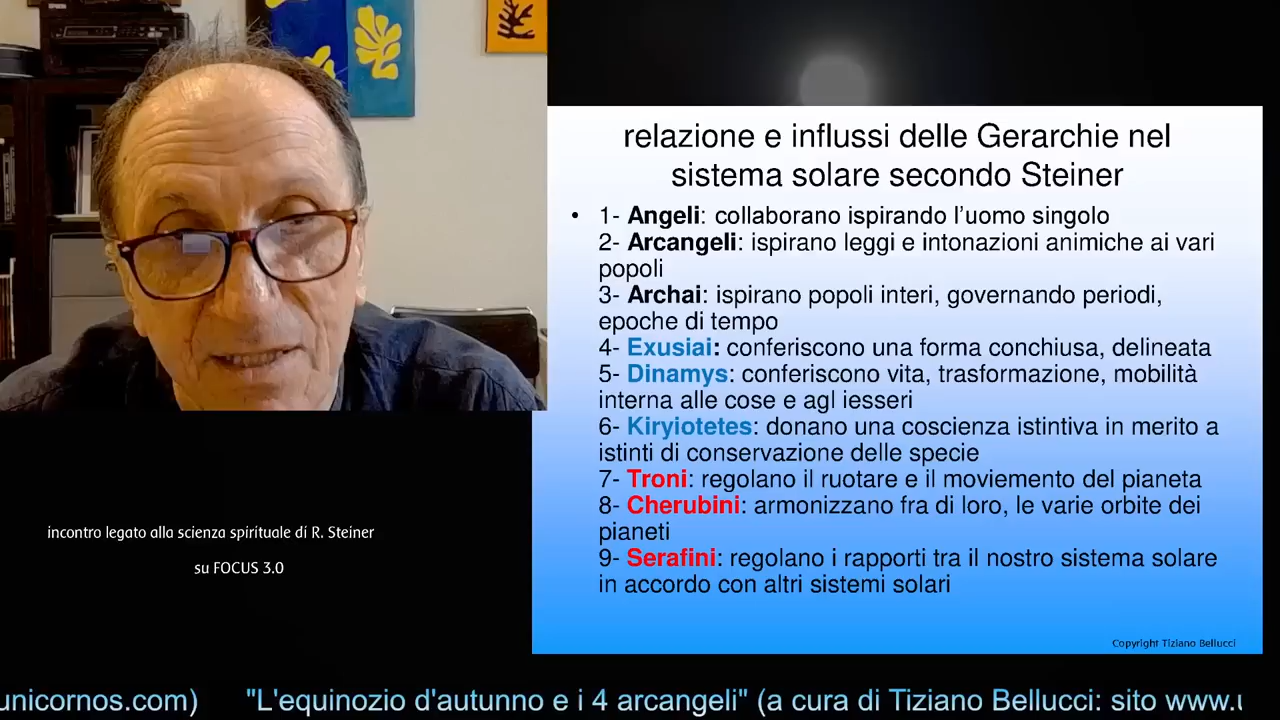 relazione e influssi delle Gerarchie nel
sistema solare secondo Steiner
• 1- Angeli: collaborano ispirando l'uomo singolo
2- Arcangeli: ispirano leggi e intonazioni animiche ai vari
popoli
3- Archai: ispirano popoli interi, governando periodi,
epoche di tempo
4- Exusiai: conferiscono una forma conchiusa, delineata
5- Dinamys: conferiscono vita, trasformazione, mobilità
interna alle cose e agl iesseri
6- Kiryiotetes: donano una coscienza istintiva in merito a
istinti di conservazione delle specie
7- Troni: regolano il ruotare e il moviemento del pianeta
8- Cherubini: armonizzano fra di loro, le varie orbite dei
pianeti
9- Serafini: regolano i rapporti tra il nostro sistema solare
in accordo con altri sistemi solari
Copyright Tiziano Bellucci
incontro legato alla scienza spirituale di R. Steiner
su FOCUS 3.0
unicornos.com) "L'equinozio d'autunno e i 4 arcangeli" (a cura di Tiziano Bellucci: sito www.u